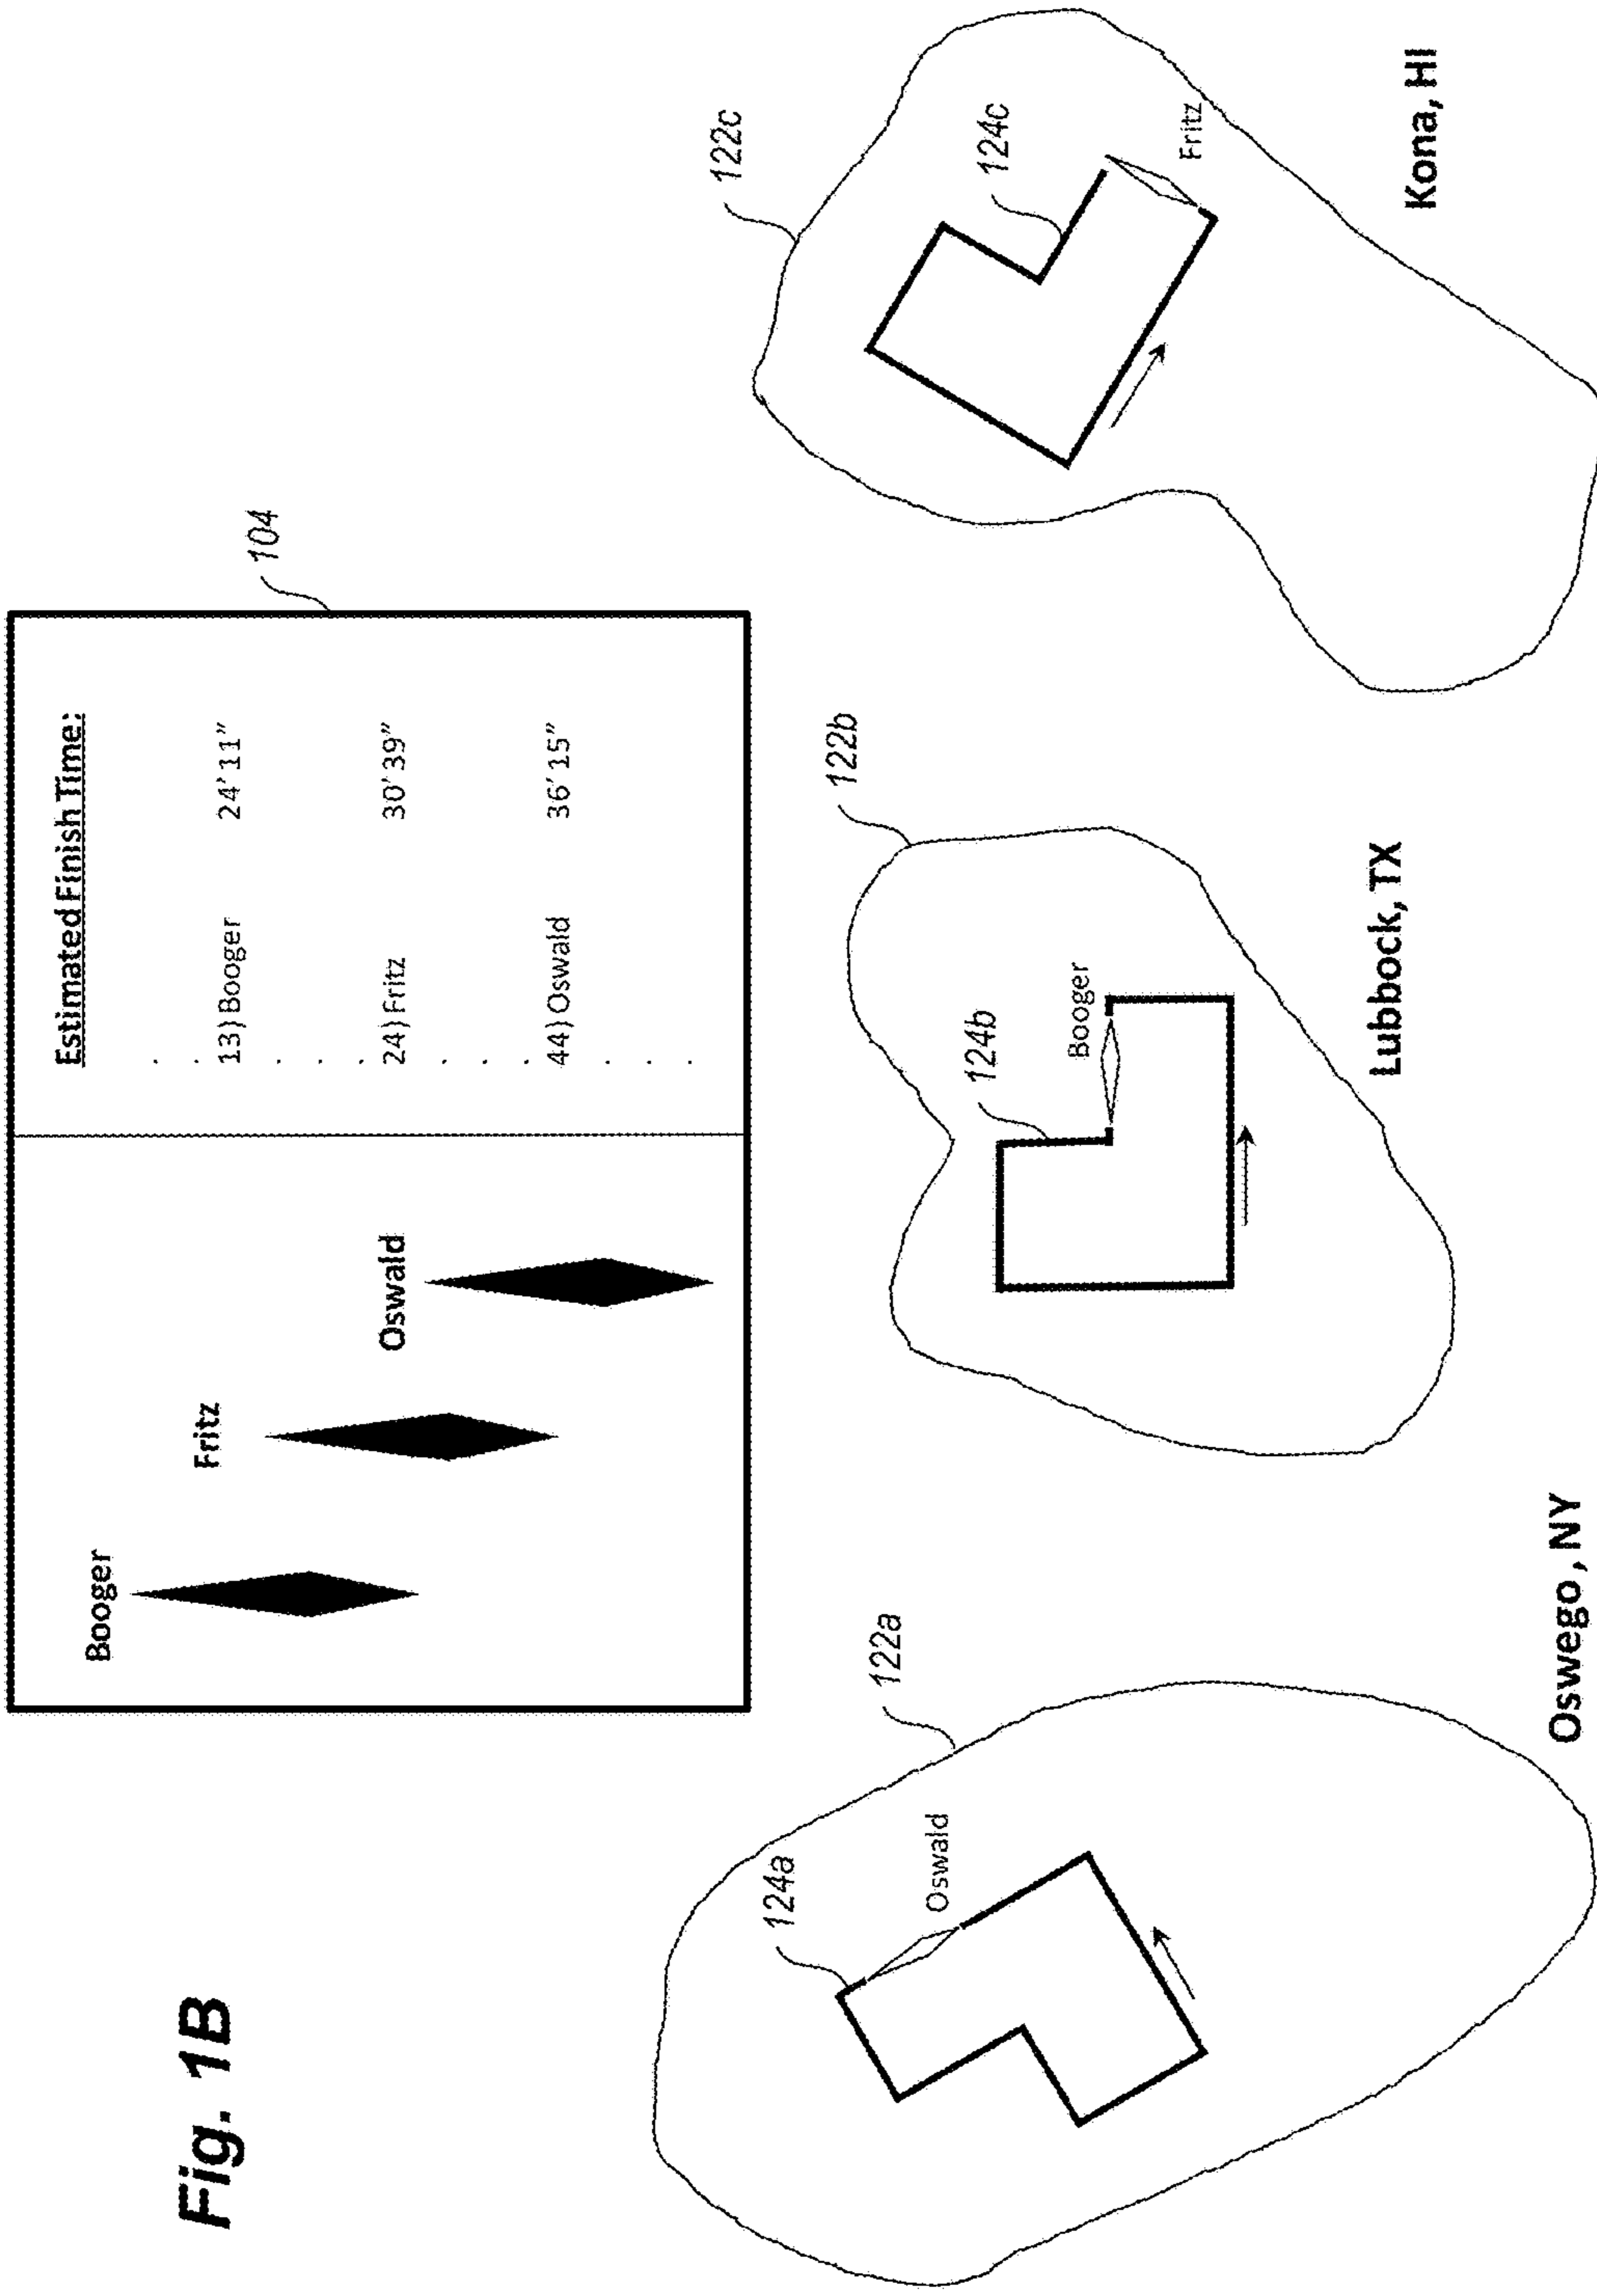 Fig. 1B
Booger
Fritz
Oswald
Estimated Finish Time:
13) Booger 24' 11"
24) Fritz 30' 39"
44) Oswald 36' 15"
104
122a
124a
Oswald
Oswego, NY
122b
124b
Booger
Lubbock, TX
122c
124c
Fritz
Kona, HI